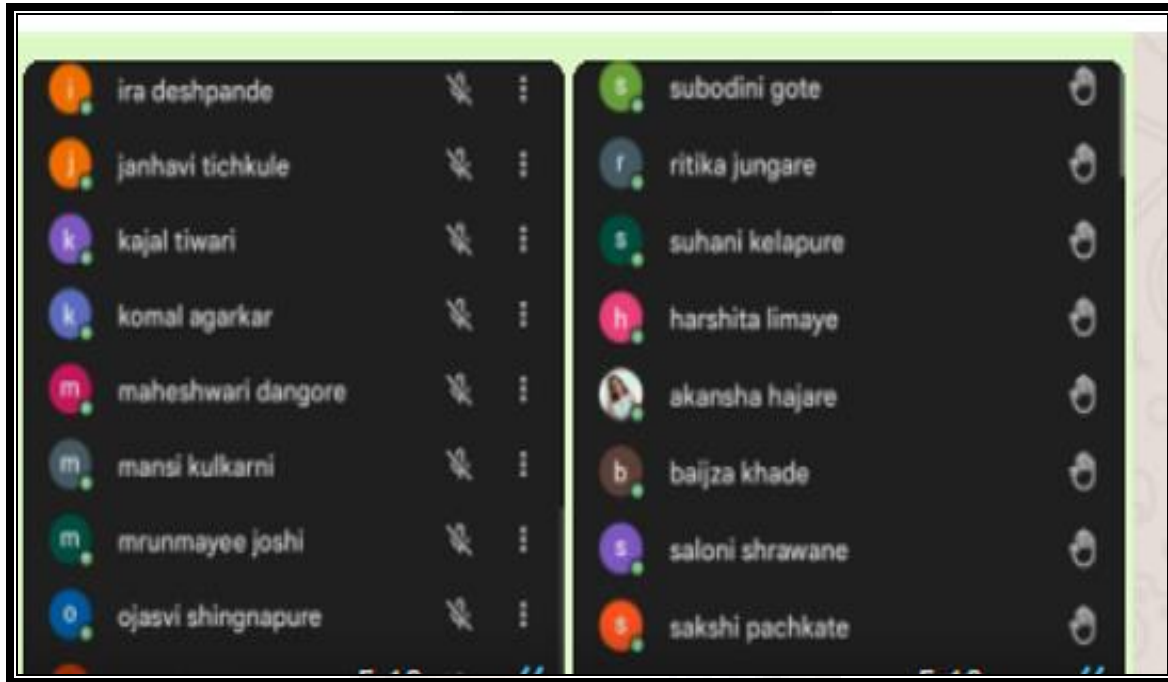 i ira deshpande
j janhavi tichkule
k kajal tiwari
k komal agarkar
m maheshwari dangore
m mansi kulkarni
m mrunmayee joshi
o ojasvi shingnapure
s subodini gote
r ritika jungare
s suhani kelapure
h harshita limaye
akansha hajare
b baijza khade
s saloni shrawane
s sakshi pachkate